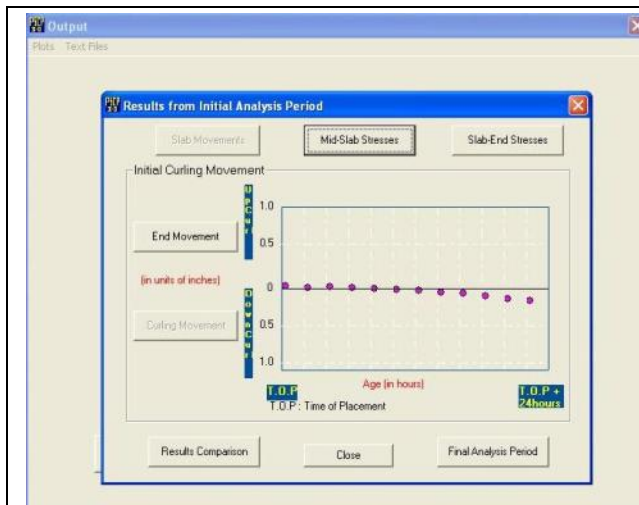 Output
Plots Text Files
Results from Initial Analysis Period
Slab Movements
Mid-Slab Stresses
Slab-End Stresses
Initial Curling Movement
End Movement
(in units of inches)
Curling Movement
1.0
0.5
0
0.5
1.0
T.O.P
Age (in hours)
T.O.P +
24hours
T.O.P : Time of Placement
Results Comparison
Close
Final Analysis Period